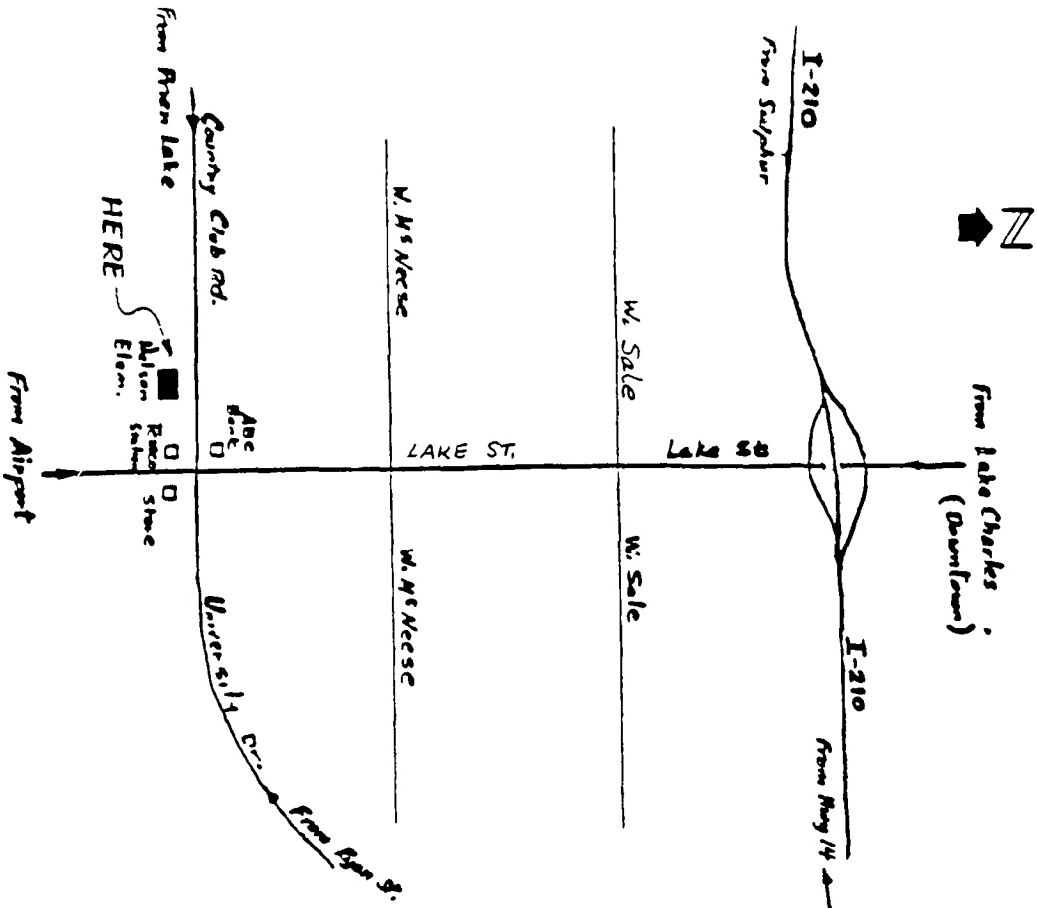 N
From Lake Charles
(Downtown)
I-210
From Sulphur
I-210
From Hwy 14
Lake St
W. Sale
W. Sale
LAKE ST.
W. McNeese
W. McNeese
Country Club Rd.
From Prien Lake
HERE
Nelson
Elem.
ABC
Bank
Station
Store
University Dr.
From Ryan St.
From Airport